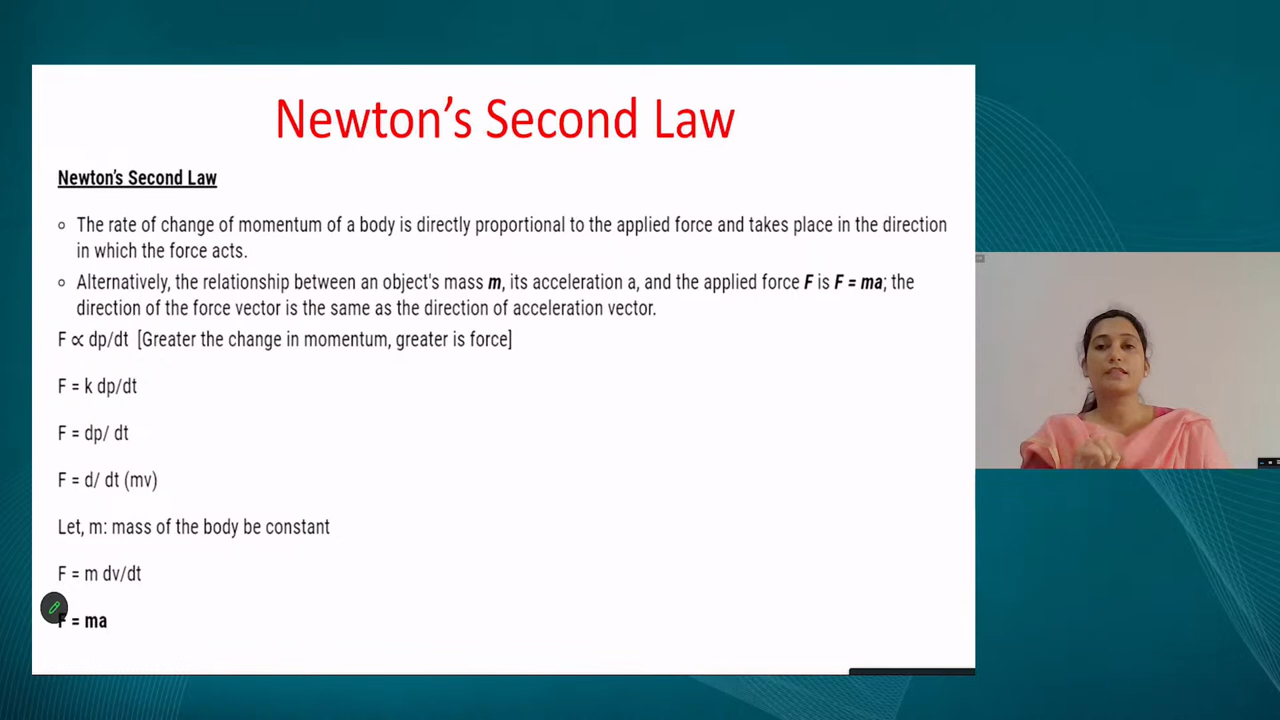 Newton’s Second Law
Newton’s Second Law
The rate of change of momentum of a body is directly proportional to the applied force and takes place in the direction
in which the force acts.
Alternatively, the relationship between an object's mass m, its acceleration a, and the applied force F is F = ma; the
direction of the force vector is the same as the direction of acceleration vector.
F ∝ dp/dt [Greater the change in momentum, greater is force]
F = k dp/dt
F = dp/ dt
F = d/ dt (mv)
Let, m: mass of the body be constant
F = m dv/dt
F = ma